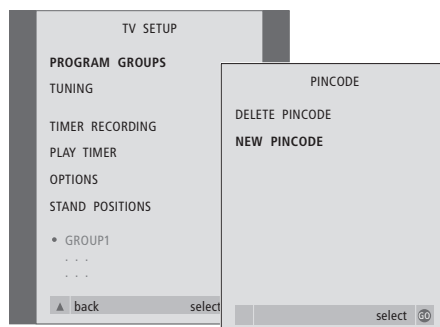 TV SETUP
PROGRAM GROUPS
TUNING
TIMER RECORDING
PLAY TIMER
OPTIONS
STAND POSITIONS
• GROUP1
. . .
. . .
▲ back select
PINCODE
DELETE PINCODE
NEW PINCODE
select GO